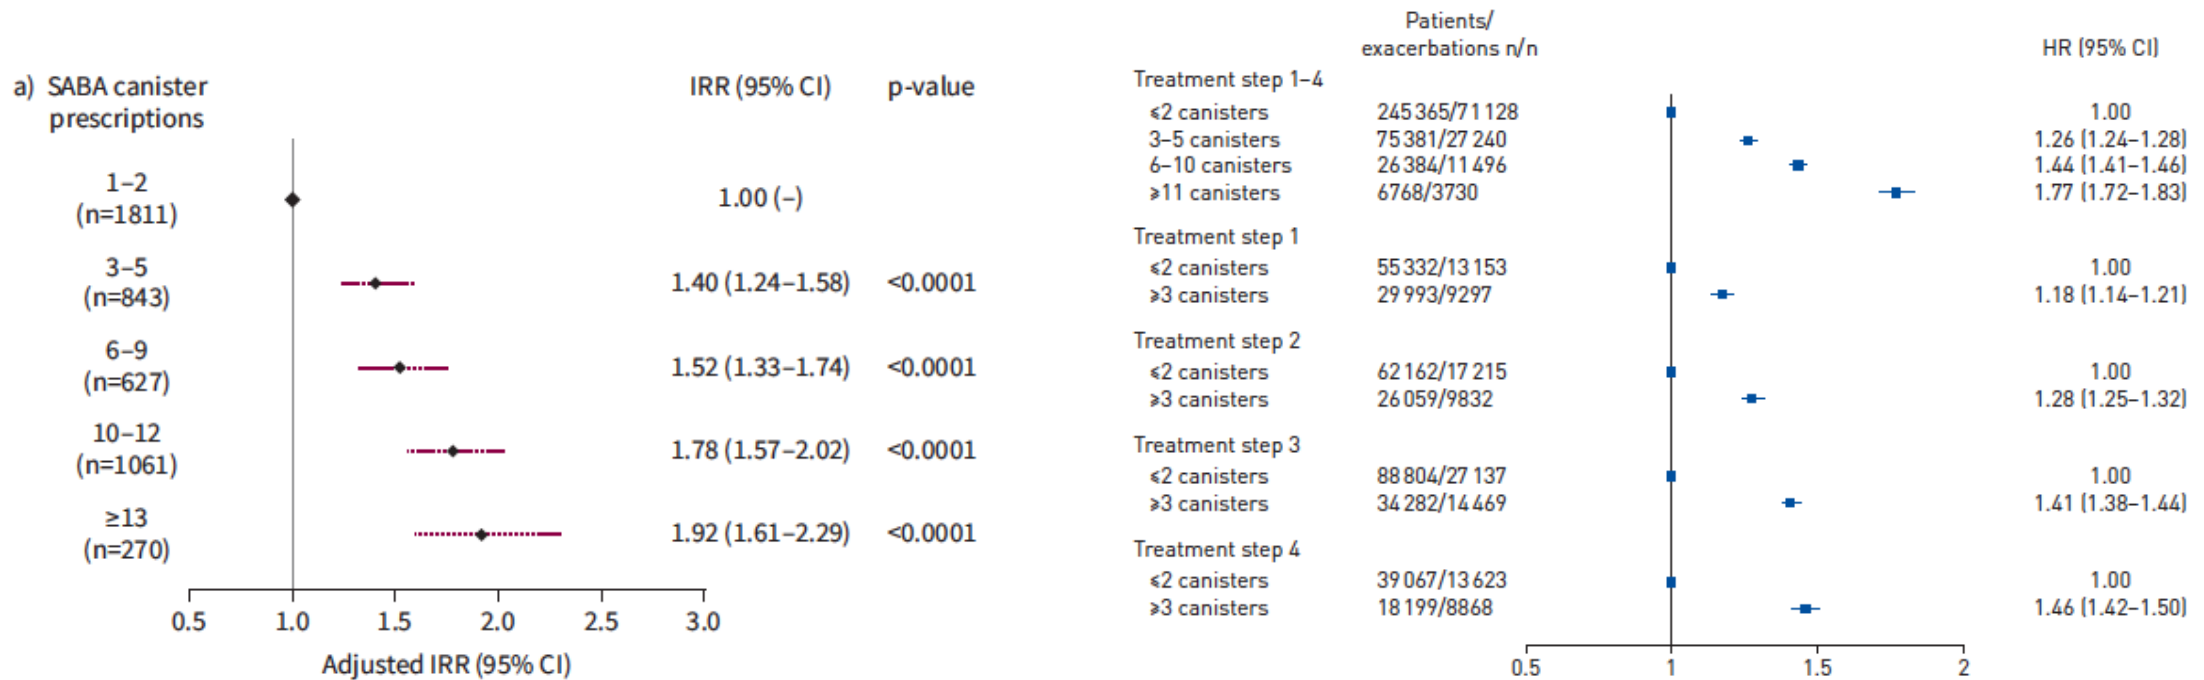 a) SABA canister prescriptions IRR (95% CI) p-value
1–2 (n=1811) 1.00 (–)
3–5 (n=843) 1.40 (1.24–1.58) <0.0001
6–9 (n=627) 1.52 (1.33–1.74) <0.0001
10–12 (n=1061) 1.78 (1.57–2.02) <0.0001
≥13 (n=270) 1.92 (1.61–2.29) <0.0001
0.5 1.0 1.5 2.0 2.5 3.0
Adjusted IRR (95% CI)
Patients/
exacerbations n/n HR (95% CI)
Treatment step 1–4
≤2 canisters 245 365/71 128 1.00
3–5 canisters 75 381/27 240 1.26 (1.24–1.28)
6–10 canisters 26 384/11 496 1.44 (1.41–1.46)
≥11 canisters 6768/3730 1.77 (1.72–1.83)
Treatment step 1
≤2 canisters 55 332/13 153 1.00
≥3 canisters 29 993/9297 1.18 (1.14–1.21)
Treatment step 2
≤2 canisters 62 162/17 215 1.00
≥3 canisters 26 059/9832 1.28 (1.25–1.32)
Treatment step 3
≤2 canisters 88 804/27 137 1.00
≥3 canisters 34 282/14 469 1.41 (1.38–1.44)
Treatment step 4
≤2 canisters 39 067/13 623 1.00
≥3 canisters 18 199/8868 1.46 (1.42–1.50)
0.5 1 1.5 2